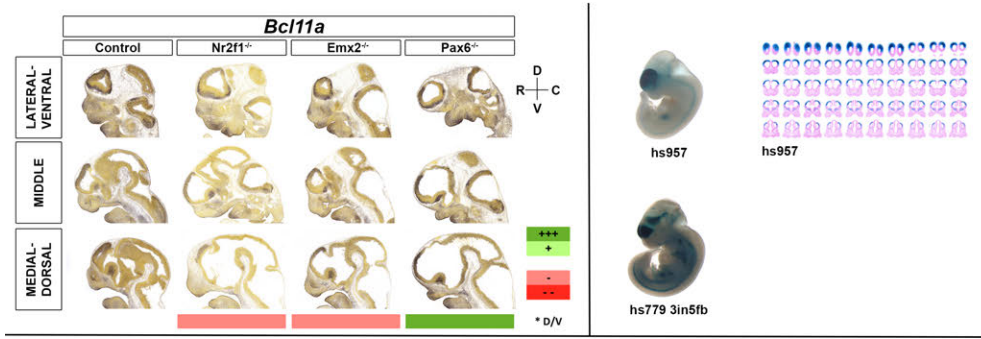 Bcl11a
Control
Nr2f1-/-
Emx2-/-
Pax6-/-
LATERAL-
VENTRAL
D
R C
V
MIDDLE
MEDIAL-
DORSAL
+++
+
-
--
* D/V
hs957
hs957
hs779 3in5fb